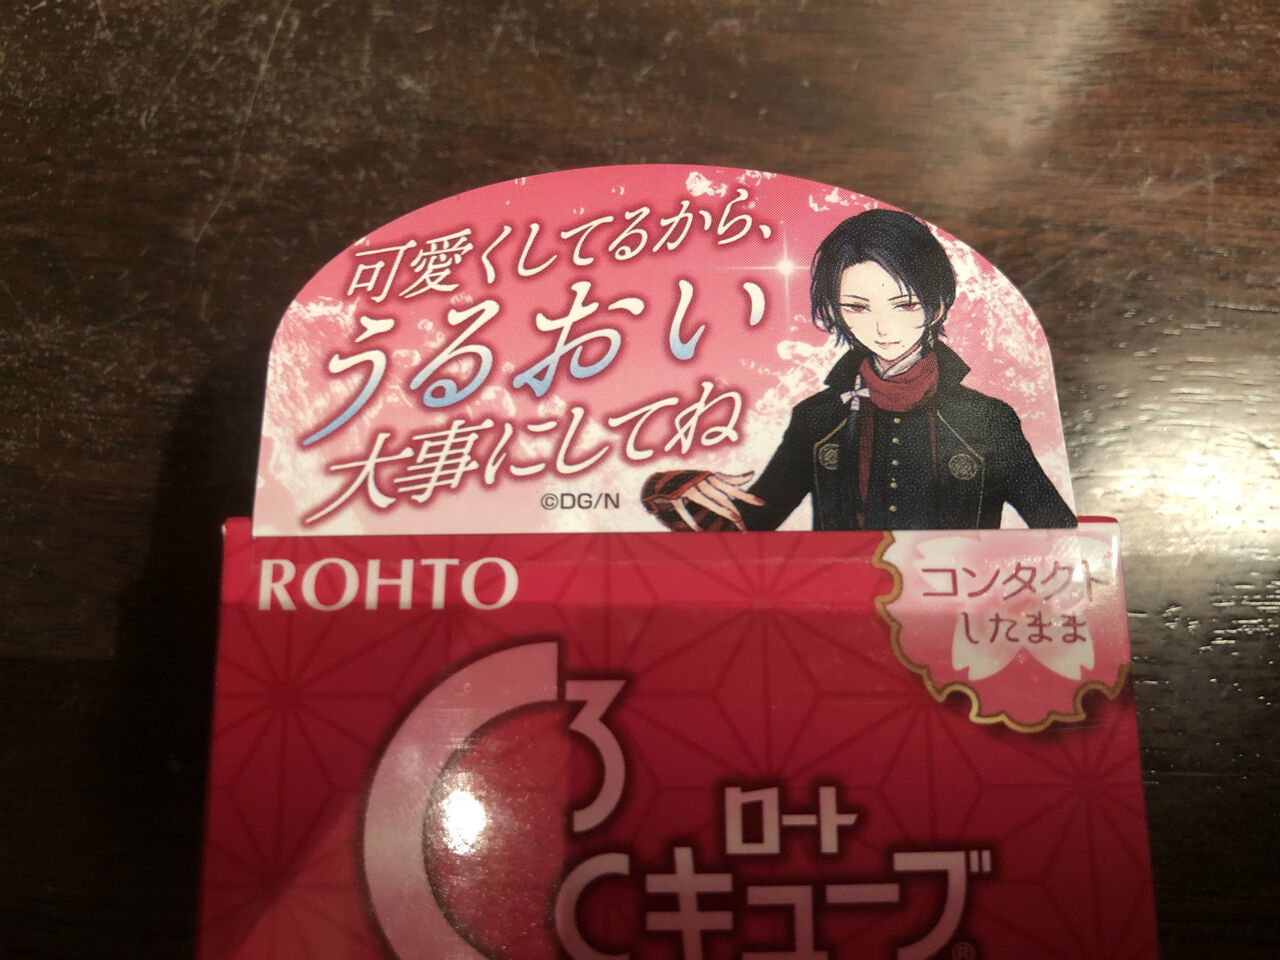 可愛くしてるから、
うるおい
大事にしてね
©DG/N
ROHTO
コンタクト
したまま
C3
ロート
Cキューブ®